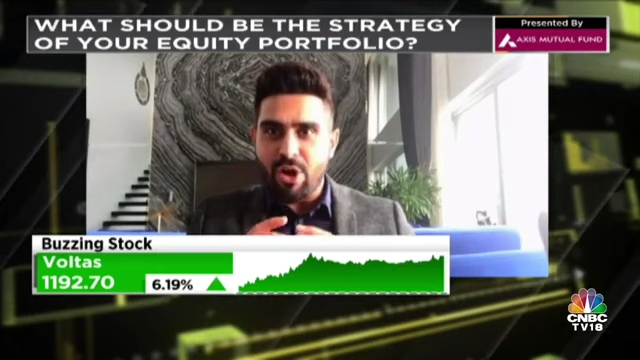 WHAT SHOULD BE THE STRATEGY
OF YOUR EQUITY PORTFOLIO?
Presented By
AXIS MUTUAL FUND
Buzzing Stock
Voltas
1192.70
6.19%
CNBC
TV18